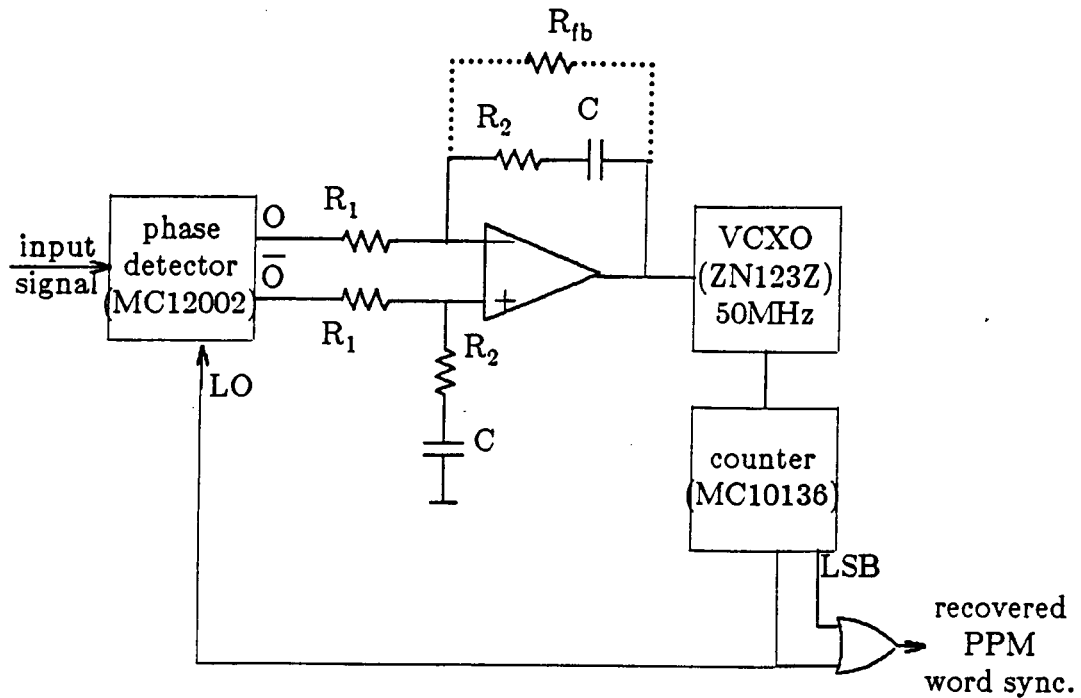 R_fb
R_2
C
R_1
O
input
signal
phase
detector
(MC12002)
O̅
−
+
R_1
R_2
C
LO
VCXO
(ZN123Z)
50MHz
counter
(MC10136)
LSB
recovered
PPM
word sync.